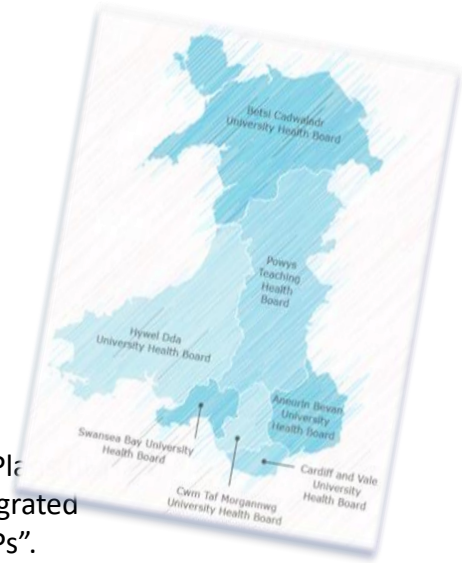 Betsi Cadwaladr
University Health Board
Powys
Teaching
Health
Board
Hywel Dda
University Health Board
Aneurin Bevan
University
Health Board
Swansea Bay University
Health Board
Cardiff and Vale
University
Health Board
Cwm Taf Morgannwg
University Health Board
Pla
grated
Ps”.